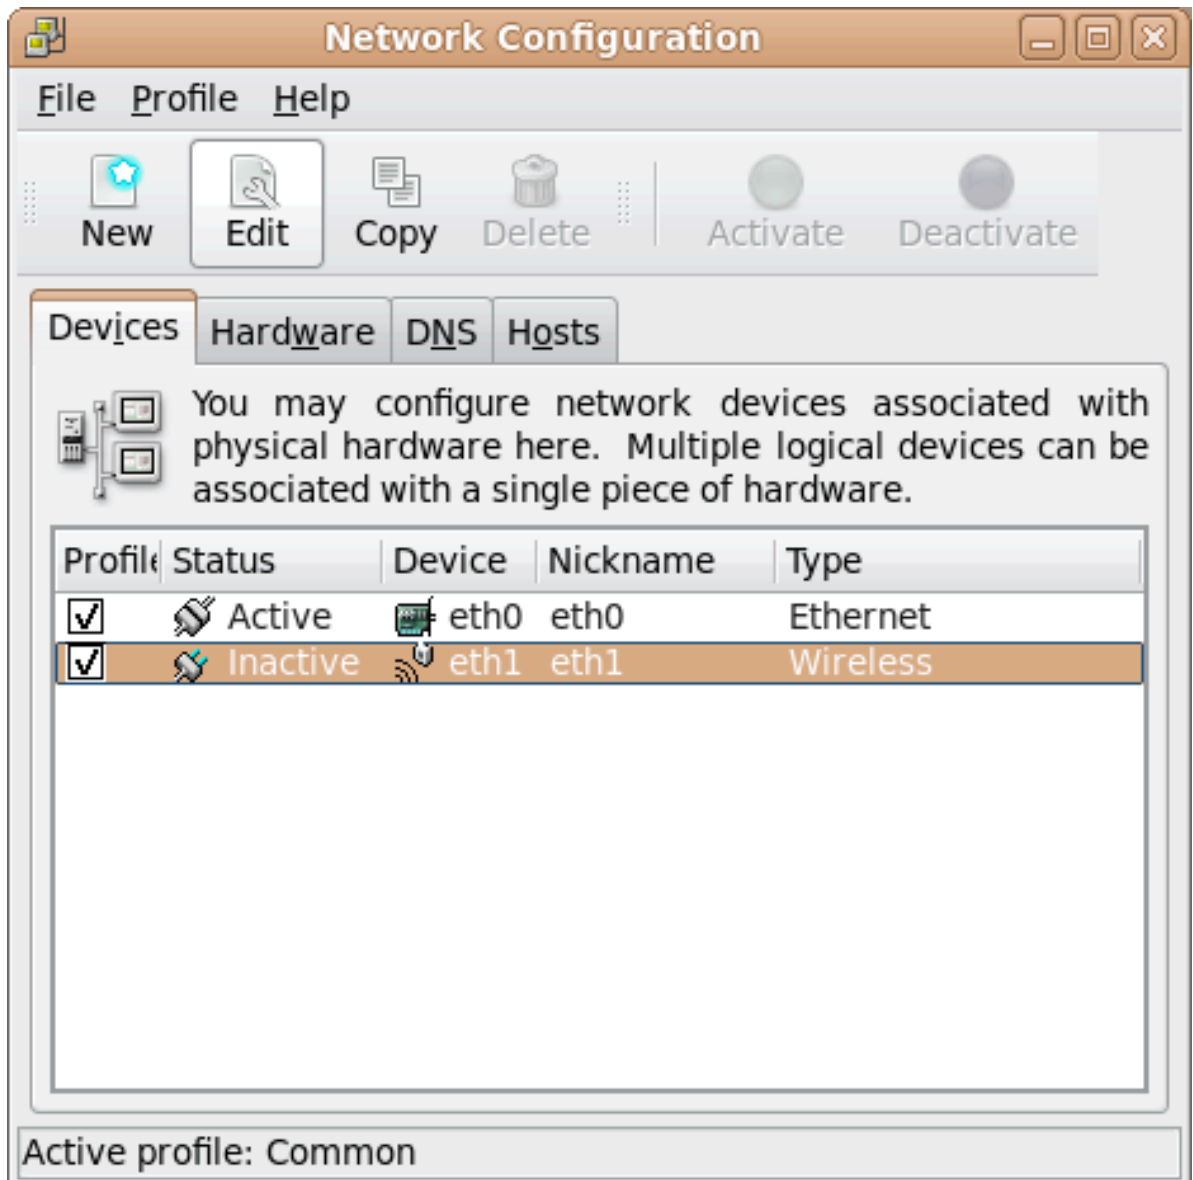 Network Configuration
File Profile Help
New Edit Copy Delete Activate Deactivate
Devices Hardware DNS Hosts
You may configure network devices associated with
physical hardware here. Multiple logical devices can be
associated with a single piece of hardware.
Profile Status Device Nickname Type
Active eth0 eth0 Ethernet
Inactive eth1 eth1 Wireless
Active profile: Common